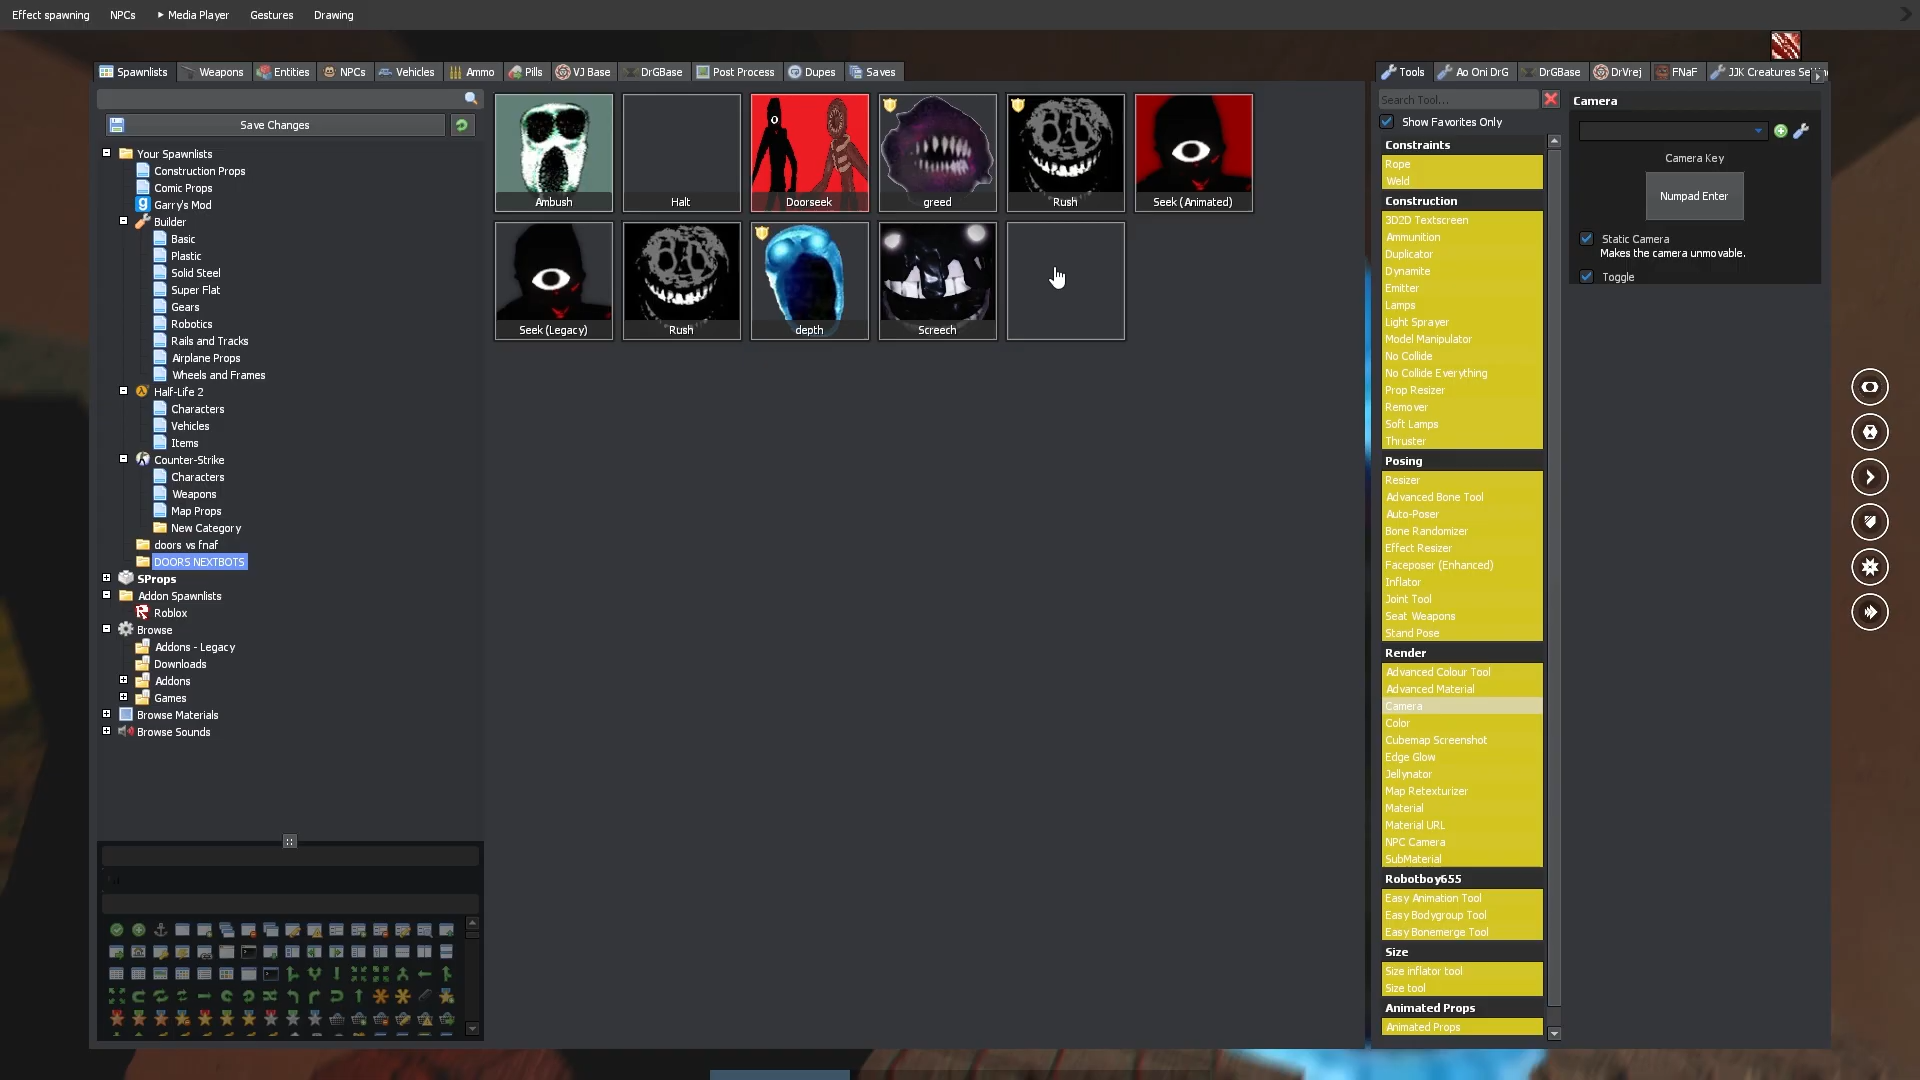 Effect spawning NPCs Media Player Gestures Drawing
Spawnlists Weapons Entities NPCs Vehicles Ammo Pills VJ Base DrGBase Post Process Dupes Saves
Save Changes
Your Spawnlists
Construction Props
Comic Props
Garry's Mod
Builder
Basic
Plastic
Solid Steel
Super Flat
Gears
Robotics
Rails and Tracks
Airplane Props
Wheels and Frames
Half-Life 2
Characters
Vehicles
Items
Counter-Strike
Characters
Weapons
Map Props
New Category
doors vs fnaf
DOORS NEXTBOTS
SProps
Addon Spawnlists
Roblox
Browse
Addons - Legacy
Downloads
Addons
Games
Browse Materials
Browse Sounds
Ambush
Halt
Doorseek
greed
Rush
Seek (Animated)
Seek (Legacy)
Rush
depth
Screech
Tools Ao Oni DrG DrGBase DrVrej FNaF JJK Creatures
Search Tool...
Show Favorites Only
Constraints
Rope
Weld
Construction
3D2D Textscreen
Ammunition
Duplicator
Dynamite
Emitter
Lamps
Light Sprayer
Model Manipulator
No Collide
No Collide Everything
Prop Resizer
Remover
Soft Lamps
Thruster
Posing
Resizer
Advanced Bone Tool
Auto-Poser
Bone Randomizer
Effect Resizer
Faceposer (Enhanced)
Inflator
Joint Tool
Seat Weapons
Stand Pose
Render
Advanced Colour Tool
Advanced Material
Camera
Color
Cubemap Screenshot
Edge Glow
Jellynator
Map Retexturizer
Material
Material URL
NPC Camera
SubMaterial
Robotboy655
Easy Animation Tool
Easy Bodygroup Tool
Easy Bonemerge Tool
Size
Size inflator tool
Size tool
Animated Props
Animated Props
Camera
Camera Key
Numpad Enter
Static Camera
Makes the camera unmovable.
Toggle